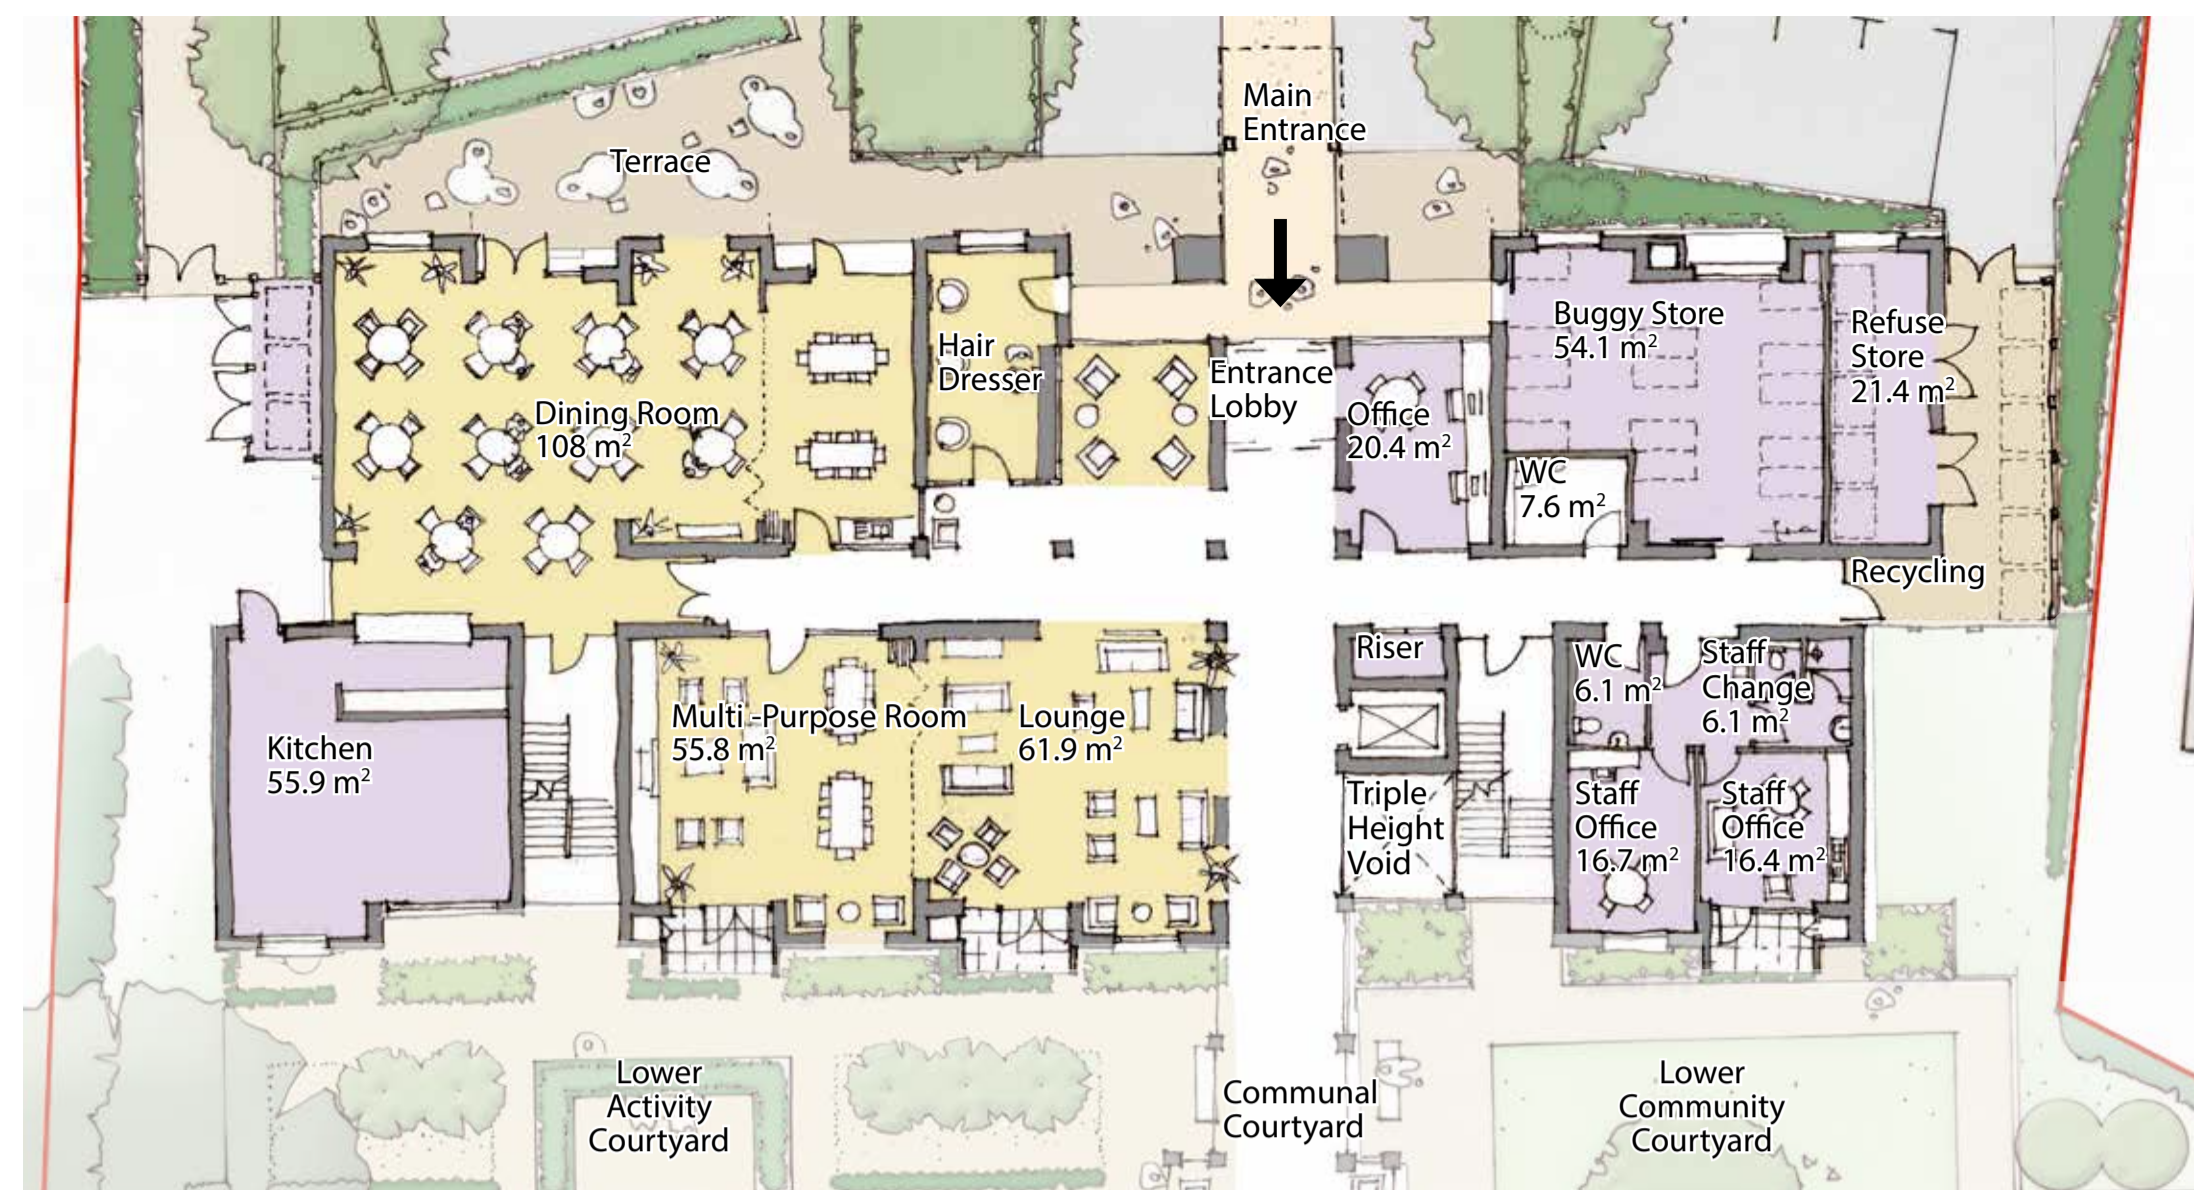 Main
Entrance
Terrace
Hair
Dresser
Entrance
Lobby
Dining Room
108 m²
Office
20.4 m²
Buggy Store
54.1 m²
Refuse
Store
21.4 m²
WC
7.6 m²
Recycling
Kitchen
55.9 m²
Multi -Purpose Room
55.8 m²
Lounge
61.9 m²
Riser
Triple
Height
Void
WC
6.1 m²
Staff
Change
6.1 m²
Staff
Office
16.7 m²
Staff
Office
16.4 m²
Lower
Activity
Courtyard
Communal
Courtyard
Lower
Community
Courtyard